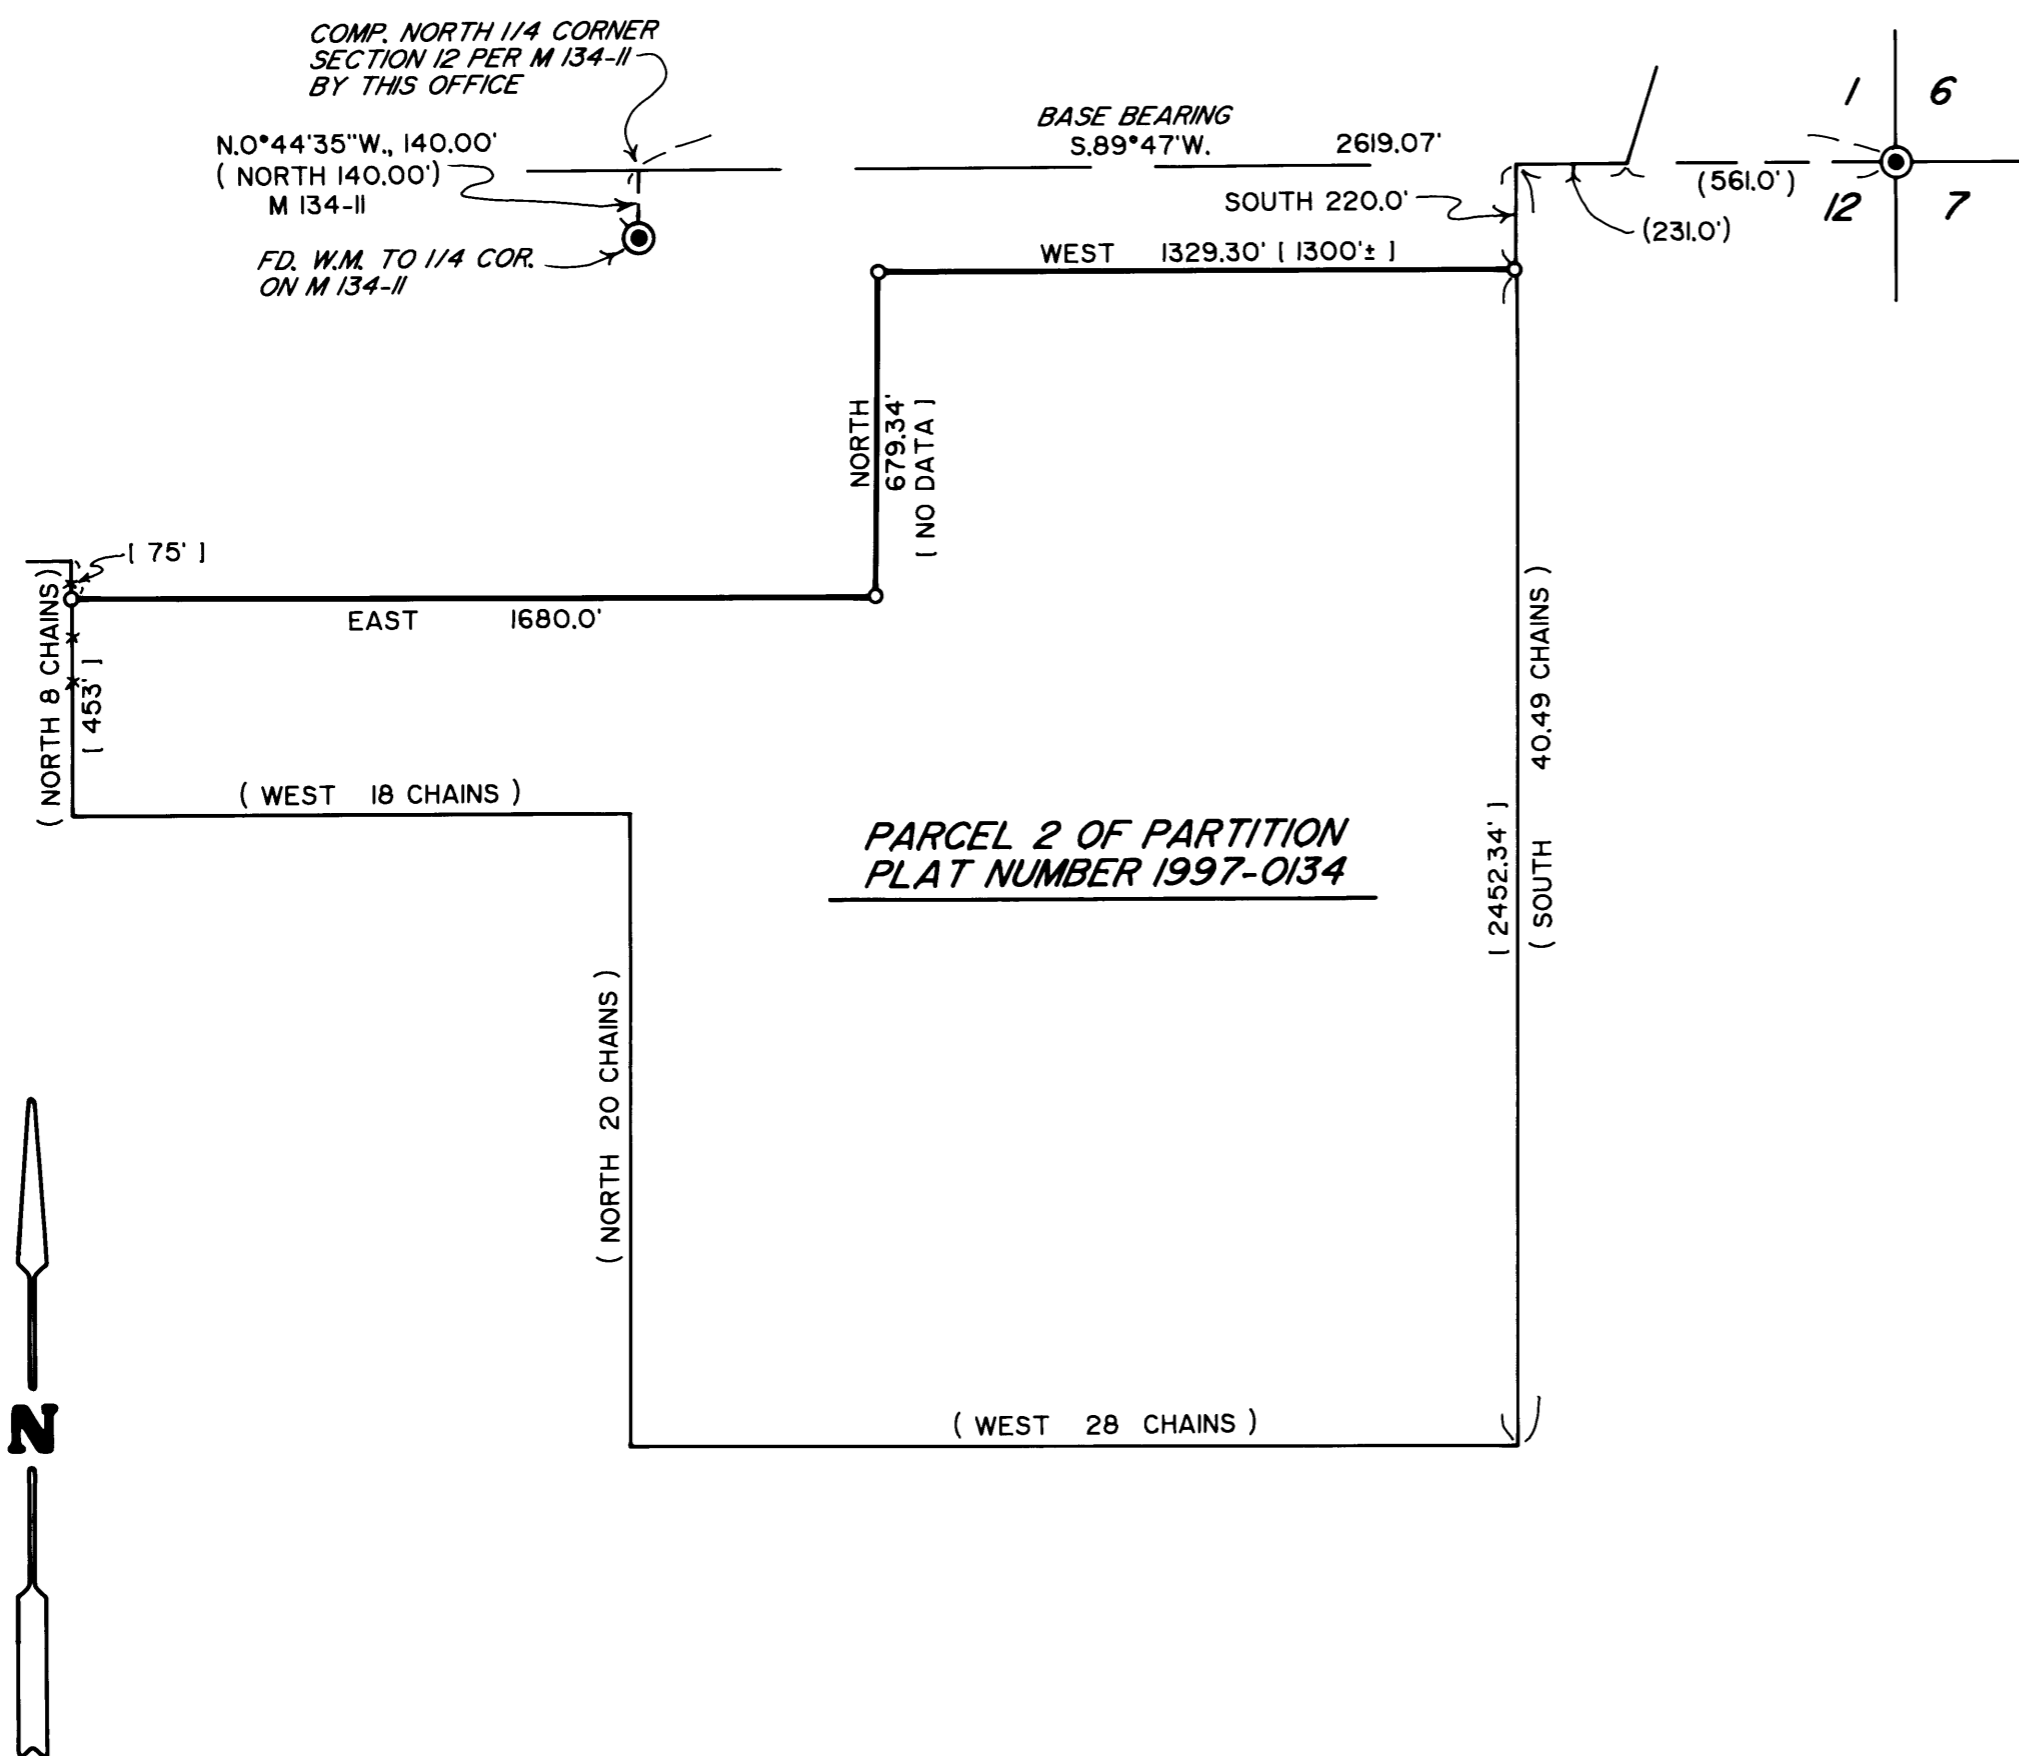 COMP. NORTH 1/4 CORNER
SECTION 12 PER M 134-11
BY THIS OFFICE
N.0°44'35"W., 140.00'
( NORTH 140.00')
M 134-11
FD. W.M. TO 1/4 COR.
ON M 134-11
BASE BEARING
S.89°47'W. 2619.07'
1 6
12 7
(561.0')
(231.0')
SOUTH 220.0'
WEST 1329.30' [ 1300'± ]
NORTH
679.34'
[ NO DATA ]
[ 75' ]
EAST 1680.0'
( NORTH 8 CHAINS )
[ 453' ]
( WEST 18 CHAINS )
PARCEL 2 OF PARTITION
PLAT NUMBER 1997-0134
[ 2452.34' ]
( SOUTH 40.49 CHAINS )
( NORTH 20 CHAINS )
( WEST 28 CHAINS )
N